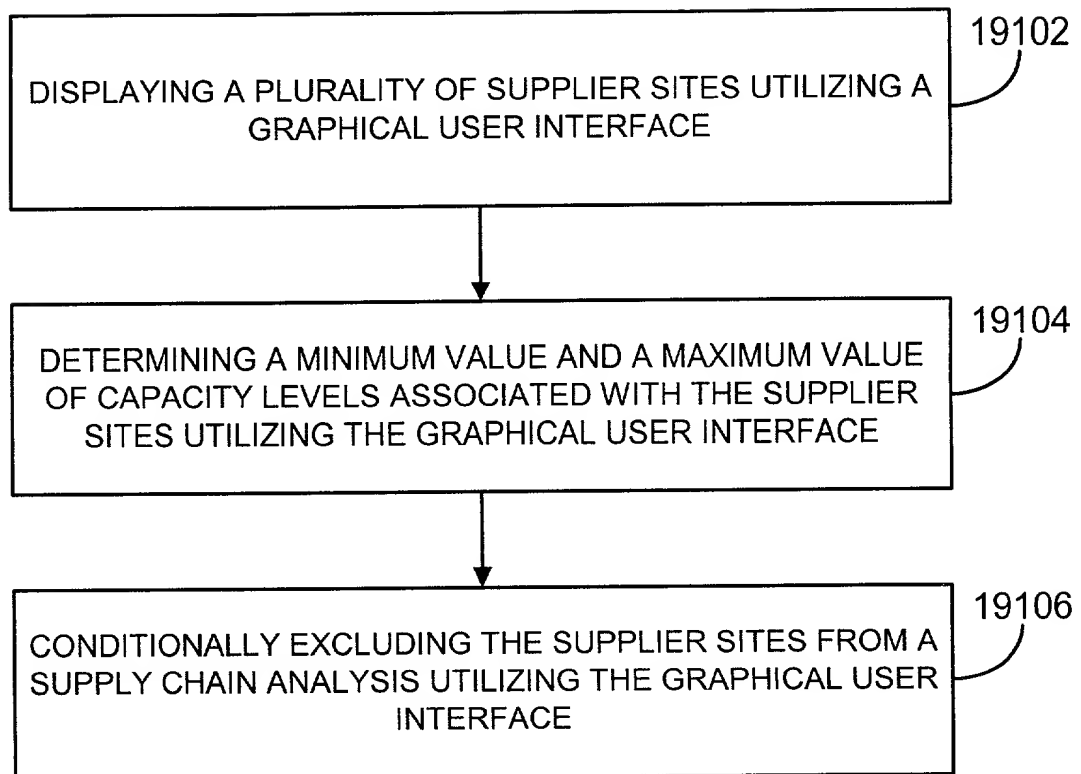 19102
DISPLAYING A PLURALITY OF SUPPLIER SITES UTILIZING A
GRAPHICAL USER INTERFACE
19104
DETERMINING A MINIMUM VALUE AND A MAXIMUM VALUE
OF CAPACITY LEVELS ASSOCIATED WITH THE SUPPLIER
SITES UTILIZING THE GRAPHICAL USER INTERFACE
19106
CONDITIONALLY EXCLUDING THE SUPPLIER SITES FROM A
SUPPLY CHAIN ANALYSIS UTILIZING THE GRAPHICAL USER
INTERFACE